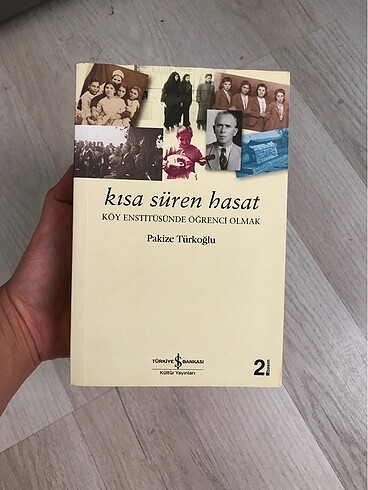 kısa süren hasat
KÖY ENSTİTÜSÜNDE ÖĞRENCİ OLMAK
Pakize Türkoğlu
TÜRKİYE İŞ BANKASI
Kültür Yayınları
2.
basım